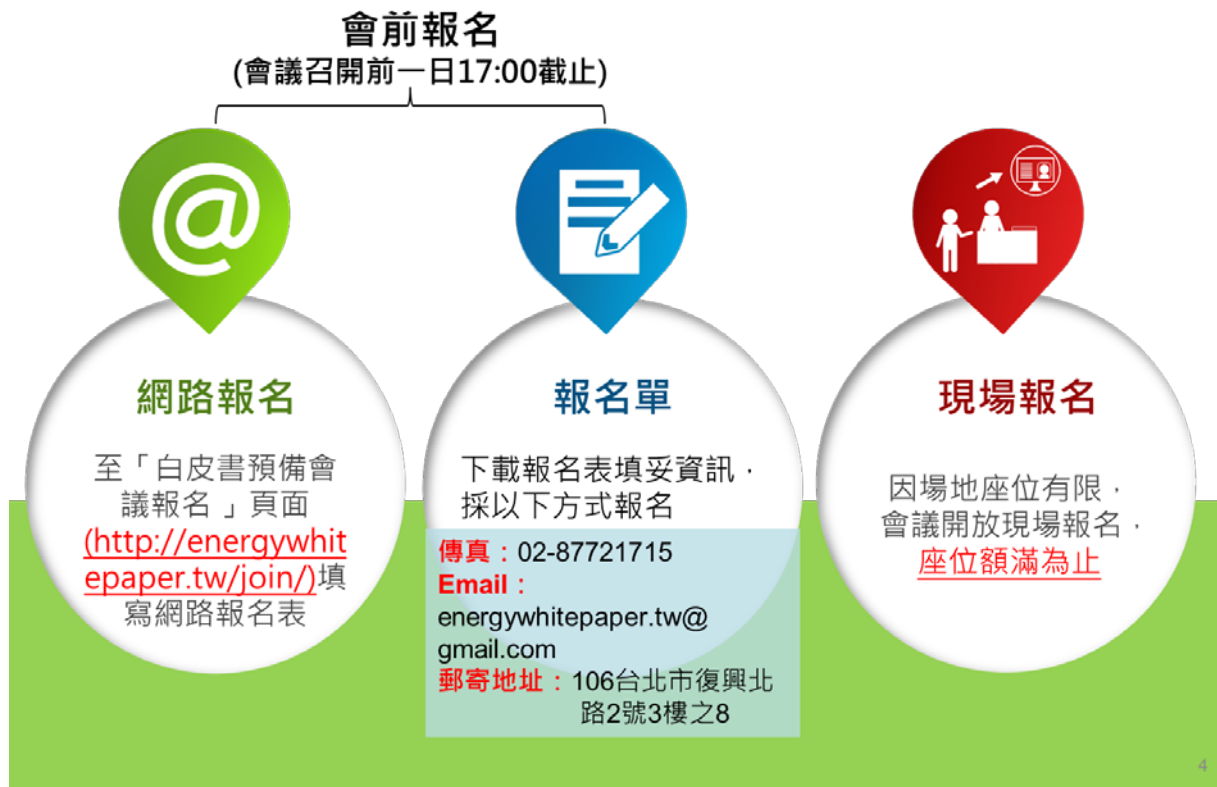 會前報名
(會議召開前一日17:00截止)
網路報名
至「白皮書預備會
議報名 」頁面
(http://energywhit
epaper.tw/join/)填
寫網路報名表
報名單
下載報名表填妥資訊，
採以下方式報名
傳真：02-87721715
Email：
energywhitepaper.tw@
gmail.com
郵寄地址：106台北市復興北
路2號3樓之8
現場報名
因場地座位有限，
會議開放現場報名，
座位額滿為止
4